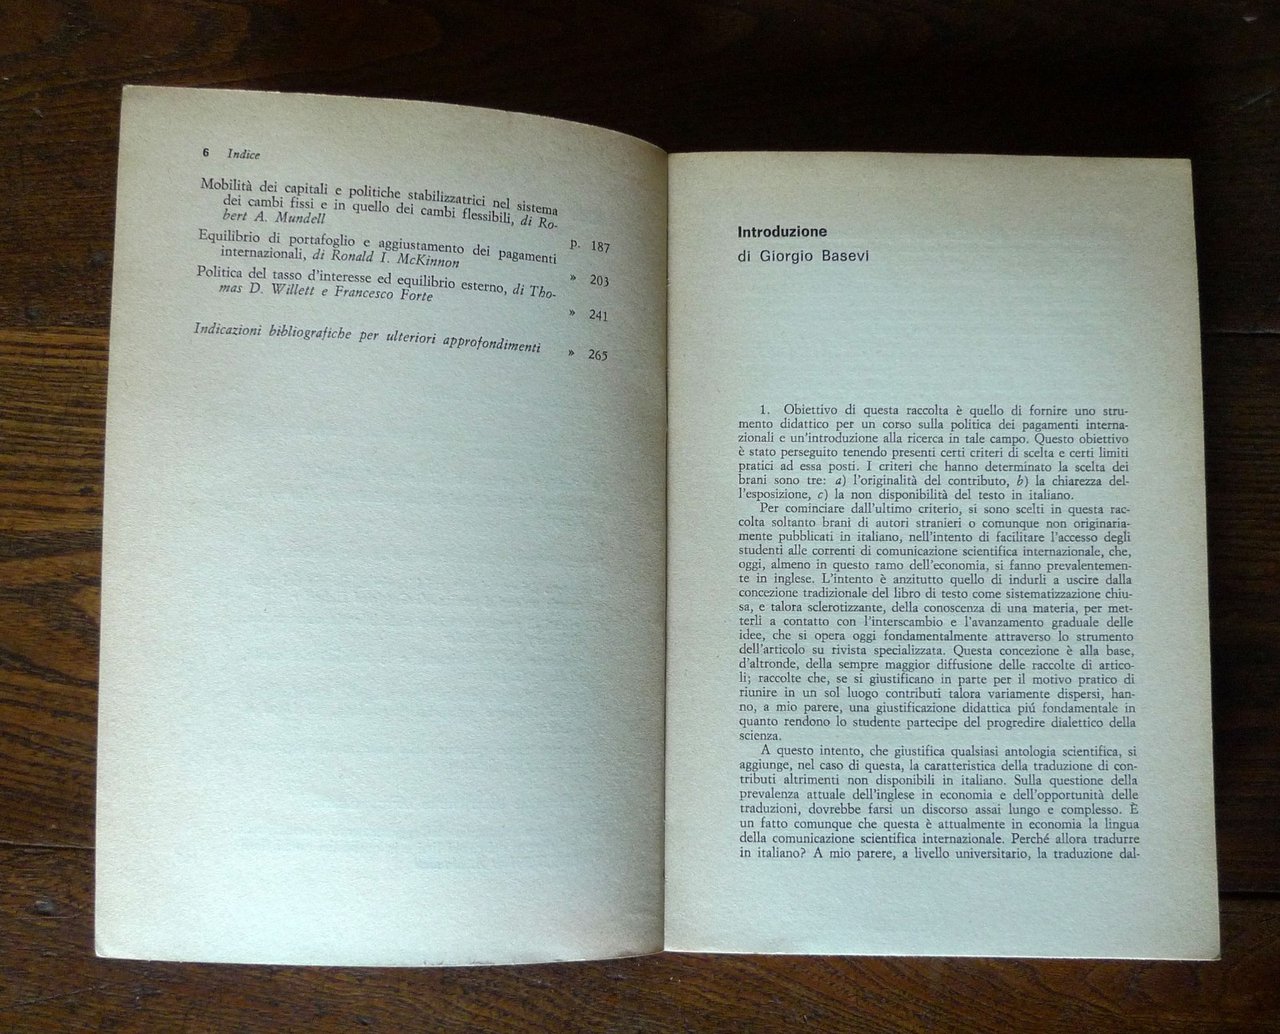 6 Indice
Mobilità dei capitali e politiche stabilizzatrici nel sistema
dei cambi fissi e in quello dei cambi flessibili, di Ro-
bert A. Mundell p. 187
Equilibrio di portafoglio e aggiustamento dei pagamenti
internazionali, di Ronald I. McKinnon » 203
Politica del tasso d'interesse ed equilibrio esterno, di Tho-
mas D. Willett e Francesco Forte » 241
Indicazioni bibliografiche per ulteriori approfondimenti » 265
Introduzione
di Giorgio Basevi
1. Obiettivo di questa raccolta è quello di fornire uno stru-
mento didattico per un corso sulla politica dei pagamenti interna-
zionali e un'introduzione alla ricerca in tale campo. Questo obiettivo
è stato perseguito tenendo presenti certi criteri di scelta e certi limiti
pratici ad essa posti. I criteri che hanno determinato la scelta dei
brani sono tre: a) l'originalità del contributo, b) la chiarezza del-
l'esposizione, c) la non disponibilità del testo in italiano.
Per cominciare dall'ultimo criterio, si sono scelti in questa rac-
colta soltanto brani di autori stranieri o comunque non originaria-
mente pubblicati in italiano, nell'intento di facilitare l'accesso degli
studenti alle correnti di comunicazione scientifica internazionale, che,
oggi, almeno in questo ramo dell'economia, si fanno prevalentemen-
te in inglese. L'intento è anzitutto quello di indurli a uscire dalla
concezione tradizionale del libro di testo come sistematizzazione chiu-
sa, e talora sclerotizzante, della conoscenza di una materia, per met-
terli a contatto con l'interscambio e l'avanzamento graduale delle
idee, che si opera oggi fondamentalmente attraverso lo strumento
dell'articolo su rivista specializzata. Questa concezione è alla base,
d'altronde, della sempre maggior diffusione delle raccolte di artico-
li; raccolte che, se si giustificano in parte per il motivo pratico di
riunire in un sol luogo contributi talora variamente dispersi, han-
no, a mio parere, una giustificazione didattica piú fondamentale in
quanto rendono lo studente partecipe del progredire dialettico della
scienza.
A questo intento, che giustifica qualsiasi antologia scientifica, si
aggiunge, nel caso di questa, la caratteristica della traduzione di con-
tributi altrimenti non disponibili in italiano. Sulla questione della
prevalenza attuale dell'inglese in economia e dell'opportunità delle
traduzioni, dovrebbe farsi un discorso assai lungo e complesso. È
un fatto comunque che questa è attualmente in economia la lingua
della comunicazione scientifica internazionale. Perché allora tradurre
in italiano? A mio parere, a livello universitario, la traduzione dal-